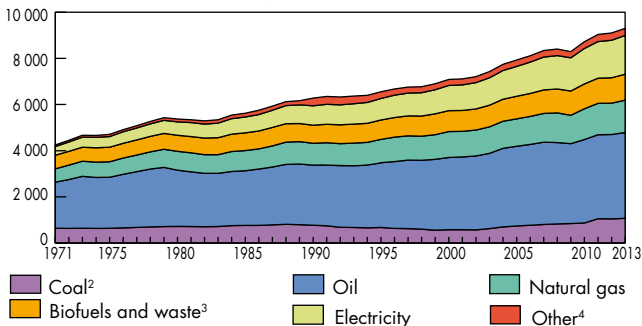 10 000
8 000
6 000
4 000
2 000
0
1971 1975 1980 1985 1990 1995 2000 2005 2010 2013
Coal² Oil Natural gas
Biofuels and waste³ Electricity Other⁴